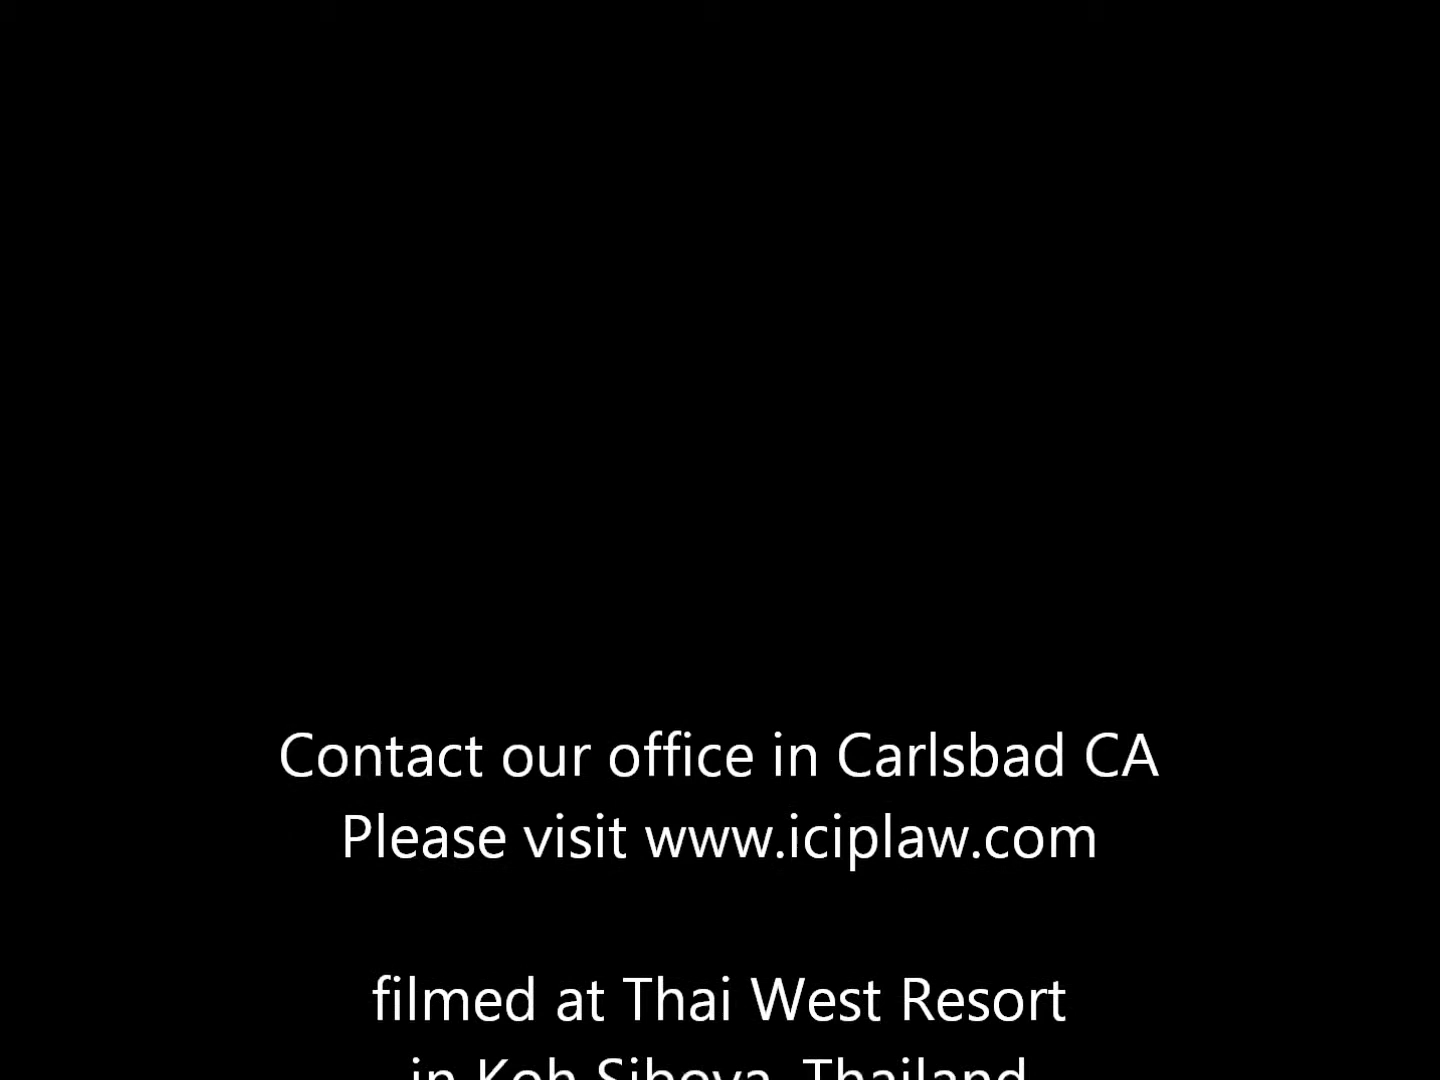 Contact our office in Carlsbad CA
Please visit www.iciplaw.com
filmed at Thai West Resort
in Koh Siboya, Thailand